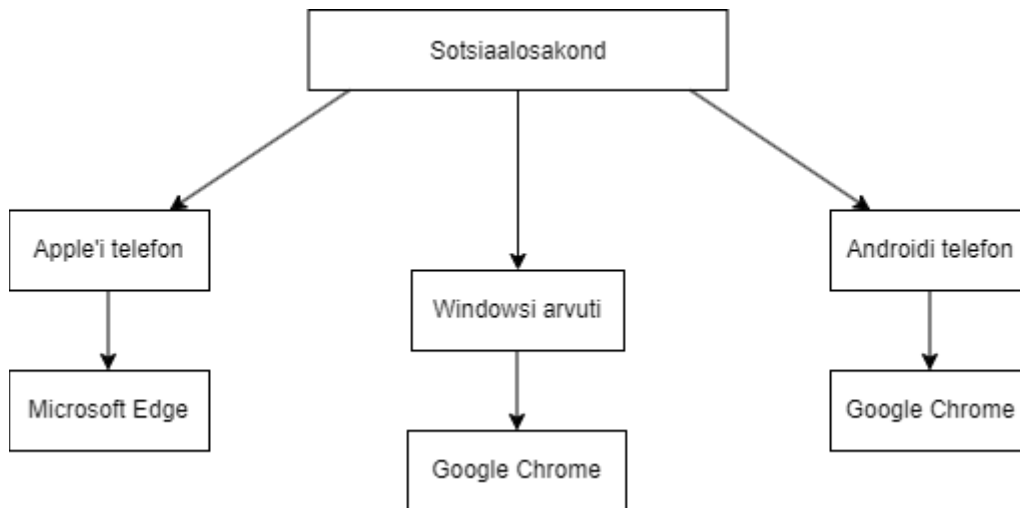 Sotsiaalosakond
Apple'i telefon
Androidi telefon
Windowsi arvuti
Microsoft Edge
Google Chrome
Google Chrome